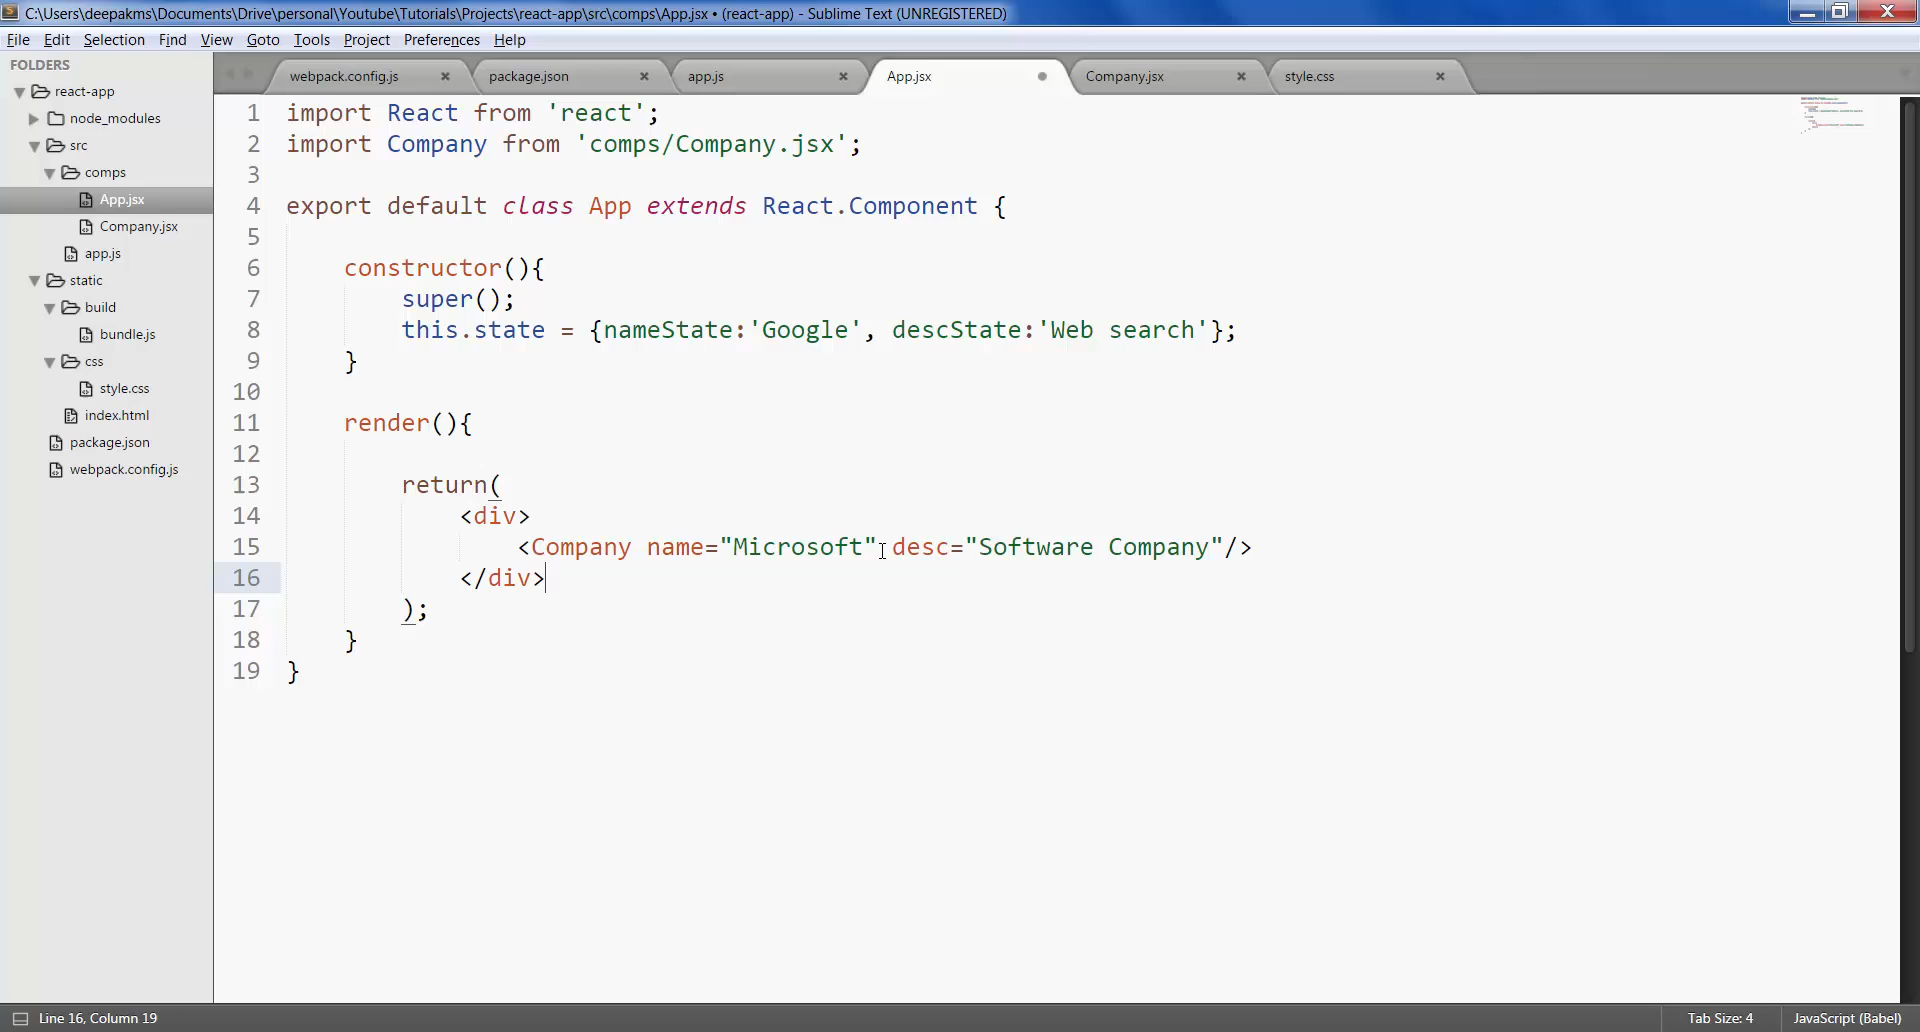 C:\Users\deepakms\Documents\Drive\personal\Youtube\Tutorials\Projects\react-app\src\comps\App.jsx • (react-app) - Sublime Text (UNREGISTERED)
File Edit Selection Find View Goto Tools Project Preferences Help
FOLDERS
react-app
node_modules
src
comps
App.jsx
Company.jsx
app.js
static
build
bundle.js
css
style.css
index.html
package.json
webpack.config.js
webpack.config.js package.json app.js App.jsx Company.jsx style.css
1 import React from 'react';
2 import Company from 'comps/Company.jsx';
3
4 export default class App extends React.Component {
5
6 constructor(){
7 super();
8 this.state = {nameState:'Google', descState:'Web search'};
9 }
10
11 render(){
12
13 return(
14 <div>
15 <Company name="Microsoft" desc="Software Company"/>
16 </div>
17 );
18 }
19 }
Line 16, Column 19 Tab Size: 4 JavaScript (Babel)